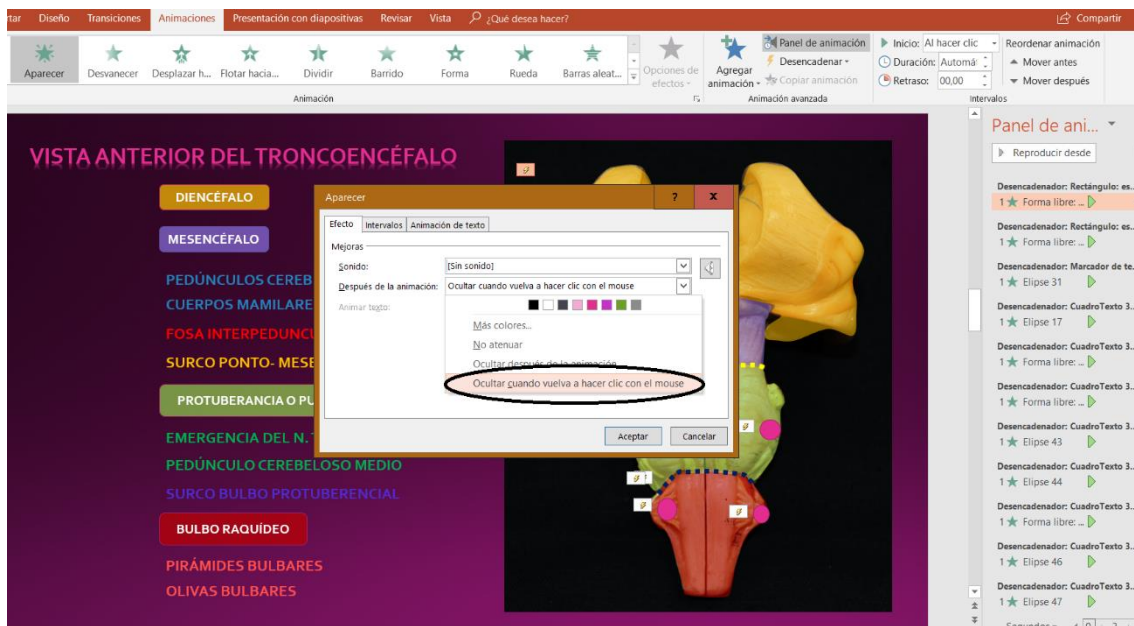 rtar Diseño Transiciones Animaciones Presentación con diapositivas Revisar Vista ¿Qué desea hacer? Compartir
Aparecer Desvanecer Desplazar h... Flotar hacia... Dividir Barrido Forma Rueda Barras aleat...
Opciones de efectos
Agregar animación
Panel de animación
Desencadenar
Copiar animación
Inicio: Al hacer clic
Duración: Automá
Retraso: 00,00
Reordenar animación
Mover antes
Mover después
Animación
Animación avanzada
Intervalos
VISTA ANTERIOR DEL TRONCOENCÉFALO
DIENCÉFALO
MESENCÉFALO
PEDÚNCULOS CEREB
CUERPOS MAMILARE
FOSA INTERPEDUNCU
SURCO PONTO- MESE
PROTUBERANCIA O PU
EMERGENCIA DEL N. T
PEDÚNCULO CEREBELOSO MEDIO
SURCO BULBO PROTUBERENCIAL
BULBO RAQUÍDEO
PIRÁMIDES BULBARES
OLIVAS BULBARES
Aparecer ? X
Efecto Intervalos Animación de texto
Mejoras
Sonido: [Sin sonido]
Después de la animación: Ocultar cuando vuelva a hacer clic con el mouse
Animar texto:
Más colores...
No atenuar
Ocultar después de la animación
Ocultar cuando vuelva a hacer clic con el mouse
Aceptar Cancelar
Panel de ani...
Reproducir desde
Desencadenador: Rectángulo: es...
1 Forma libre: ...
Desencadenador: Rectángulo: es...
1 Forma libre: ...
Desencadenador: Marcador de te...
1 Elipse 31
Desencadenador: CuadroTexto 3...
1 Elipse 17
Desencadenador: CuadroTexto 3...
1 Forma libre: ...
Desencadenador: CuadroTexto 3...
1 Forma libre: ...
Desencadenador: CuadroTexto 3...
1 Elipse 43
Desencadenador: CuadroTexto 3...
1 Elipse 44
Desencadenador: CuadroTexto 3...
1 Forma libre: ...
Desencadenador: CuadroTexto 3...
1 Elipse 46
Desencadenador: CuadroTexto 3...
1 Elipse 47